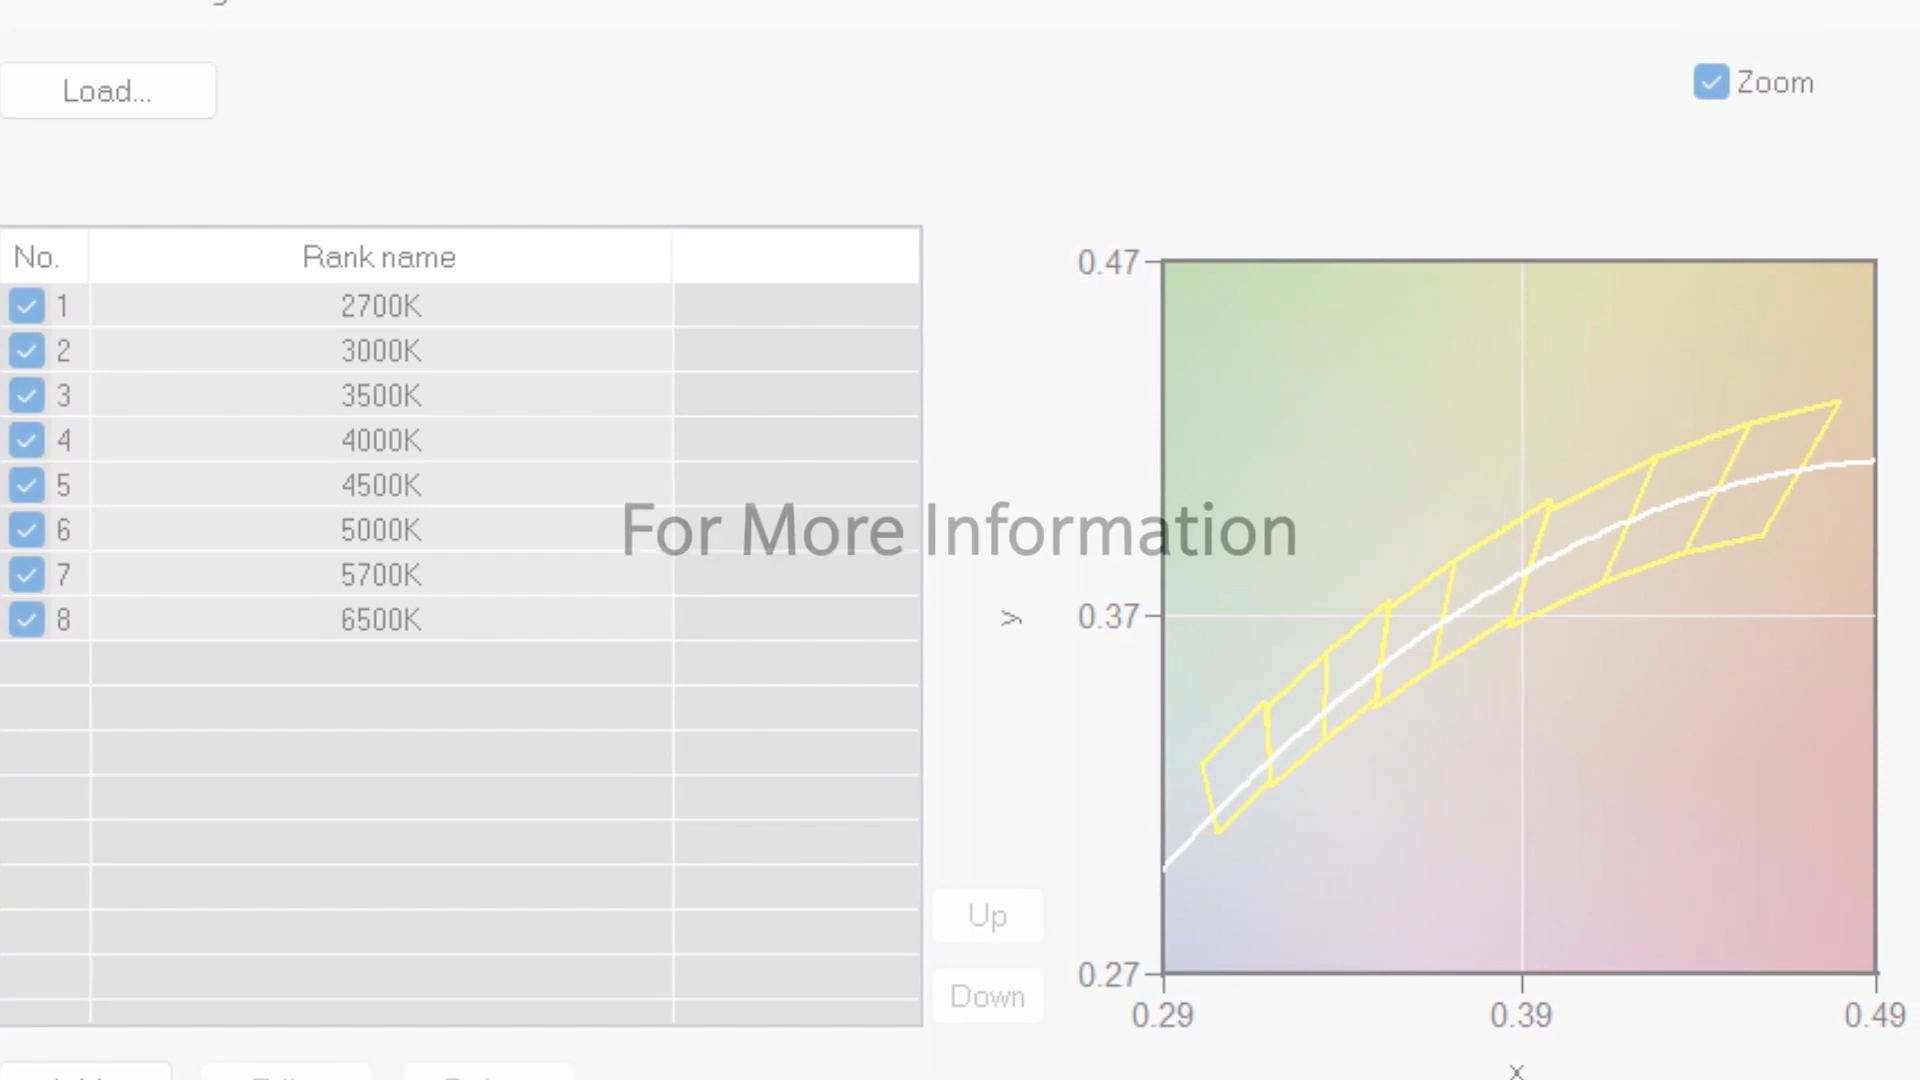 Load...
Zoom
No. Rank name
1 2700K
2 3000K
3 3500K
4 4000K
5 4500K
6 5000K
7 5700K
8 6500K
For More Information
Up
Down
0.47
0.37
0.27
y
0.29 0.39 0.49
x